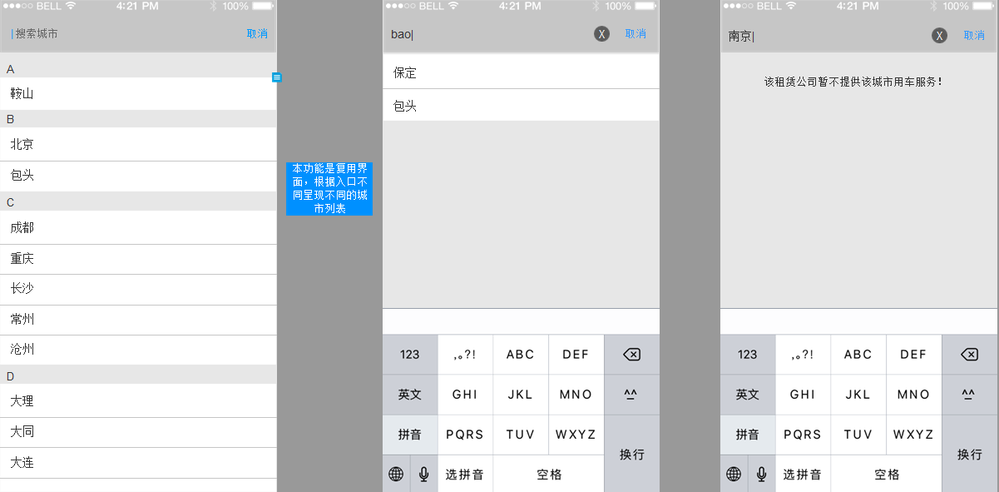 BELL 4:21 PM 100%
搜索城市 取消
A
鞍山
B
北京
包头
C
成都
重庆
长沙
常州
沧州
D
大理
大同
大连
本功能是复用界
面，根据入口不
同呈现不同的城
市列表
BELL 4:21 PM 100%
bao X 取消
保定
包头
123 ,。?! ABC DEF
英文 GHI JKL MNO ^^
拼音 PQRS TUV WXYZ
换行
选拼音 空格
BELL 4:21 PM 100%
南京 X 取消
该租赁公司暂不提供该城市用车服务！
123 ,。?! ABC DEF
英文 GHI JKL MNO ^^
拼音 PQRS TUV WXYZ
换行
选拼音 空格